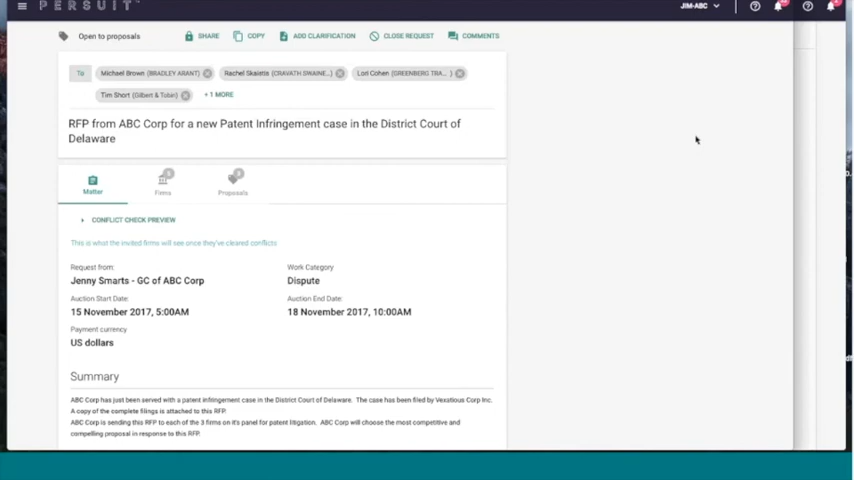 PERSUIT
JIM-ABC
Open to proposals
SHARE
COPY
ADD CLARIFICATION
CLOSE REQUEST
COMMENTS
To
Michael Brown (BRADLEY ARANT)
Rachel Skaistis (CRAVATH SWAINE...)
Lori Cohen (GREENBERG TRA... )
Tim Short (Gilbert & Tobin)
+ 1 MORE
RFP from ABC Corp for a new Patent Infringement case in the District Court of
Delaware
Matter
Firms
Proposals
CONFLICT CHECK PREVIEW
This is what the invited firms will see once they've cleared conflicts
Request from:
Work Category
Jenny Smarts - GC of ABC Corp
Dispute
Auction Start Date:
Auction End Date:
15 November 2017, 5:00AM
18 November 2017, 10:00AM
Payment currency
US dollars
Summary
ABC Corp has just been served with a patent infringement case in the District Court of Delaware. The case has been filed by Vexatious Corp Inc.
A copy of the complete filings is attached to this RFP.
ABC Corp is sending this RFP to each of the 3 firms on it's panel for patent litigation. ABC Corp will choose the most competitive and
compelling proposal in response to this RFP.